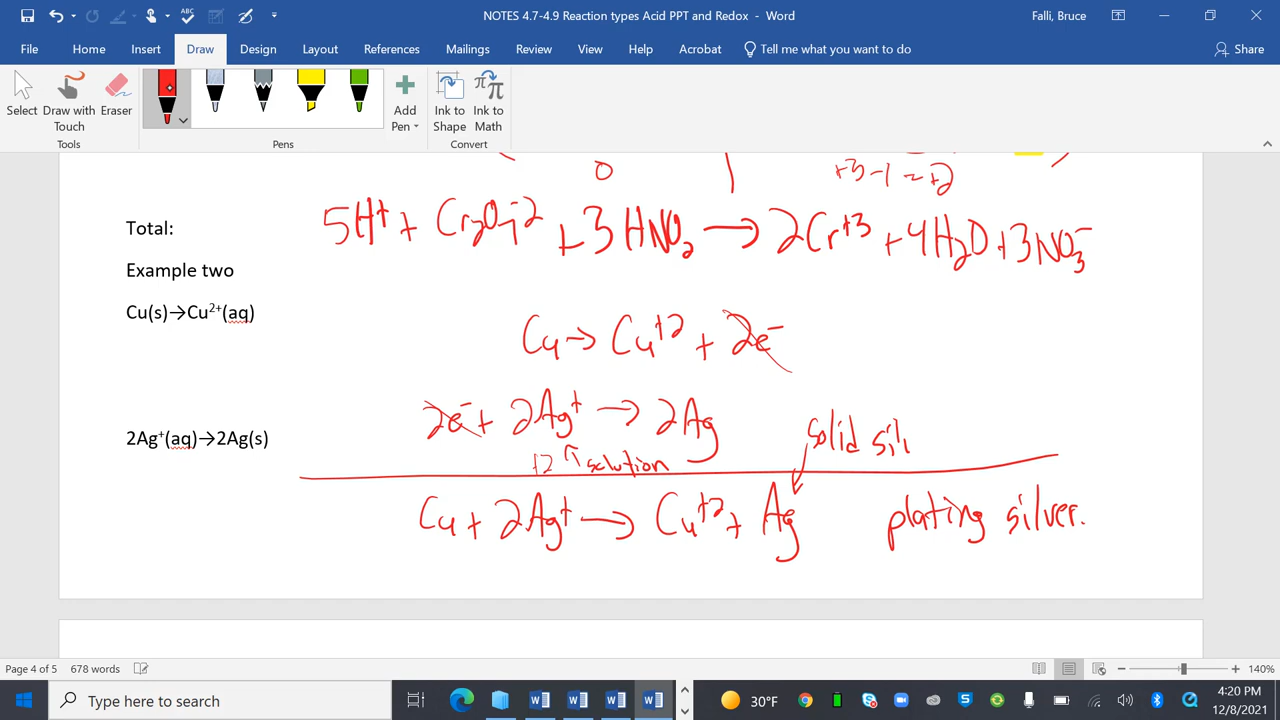 NOTES 4.7-4.9 Reaction types Acid PPT and Redox - Word
Falli, Bruce
File Home Insert Draw Design Layout References Mailings Review View Help Acrobat Tell me what you want to do Share
Select Draw with Touch Eraser Add Pen Ink to Shape Ink to Math
Tools Pens Convert
0 1 +3-1=+2
Total: 5H⁺ + Cr₂O₇⁻² + 3HNO₂ → 2Cr⁺³ + 4H₂O + 3NO₃⁻
Example two
Cu(s)→Cu²⁺(aq)
Cu → Cu⁺² + 2e⁻
2e⁻ + 2Ag⁺ → 2Ag
solid sil
2Ag⁺(aq)→2Ag(s)
+2 ↑ solution
Cu + 2Ag⁺ → Cu⁺² + Ag plating silver.
Page 4 of 5 678 words 140%
Type here to search
30°F
4:20 PM
12/8/2021